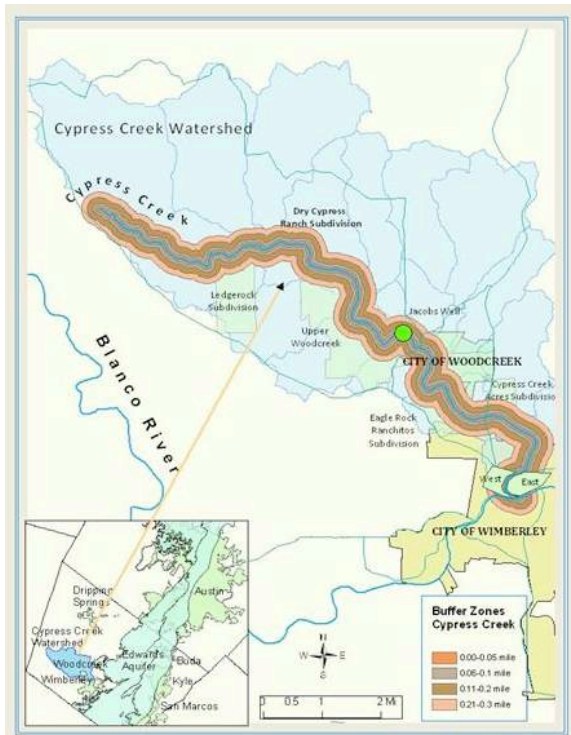 Cypress Creek Watershed
Cypress Creek
Dry Cypress
Ranch Subdivision
Ledgerock
Subdivision
Upper
Woodcreek
Jacobs Well
CITY OF WOODCREEK
Cypress Creek
Acres Subdivisio
Eagle Rock
Ranchitos
Subdivision
West
East
CITY OF WIMBERLEY
Blanco River
Dripping
Springs
Austin
Cypress Creek
Watershed
Woodcreek
Wimberley
Edwards
Aquifer
Buda
Kyle
San Marcos
N
W E
S
0 0.5 1 2 Mi
Buffer Zones
Cypress Creek
0.00-0.05 mile
0.06-0.1 mile
0.11-0.2 mile
0.21-0.3 mile